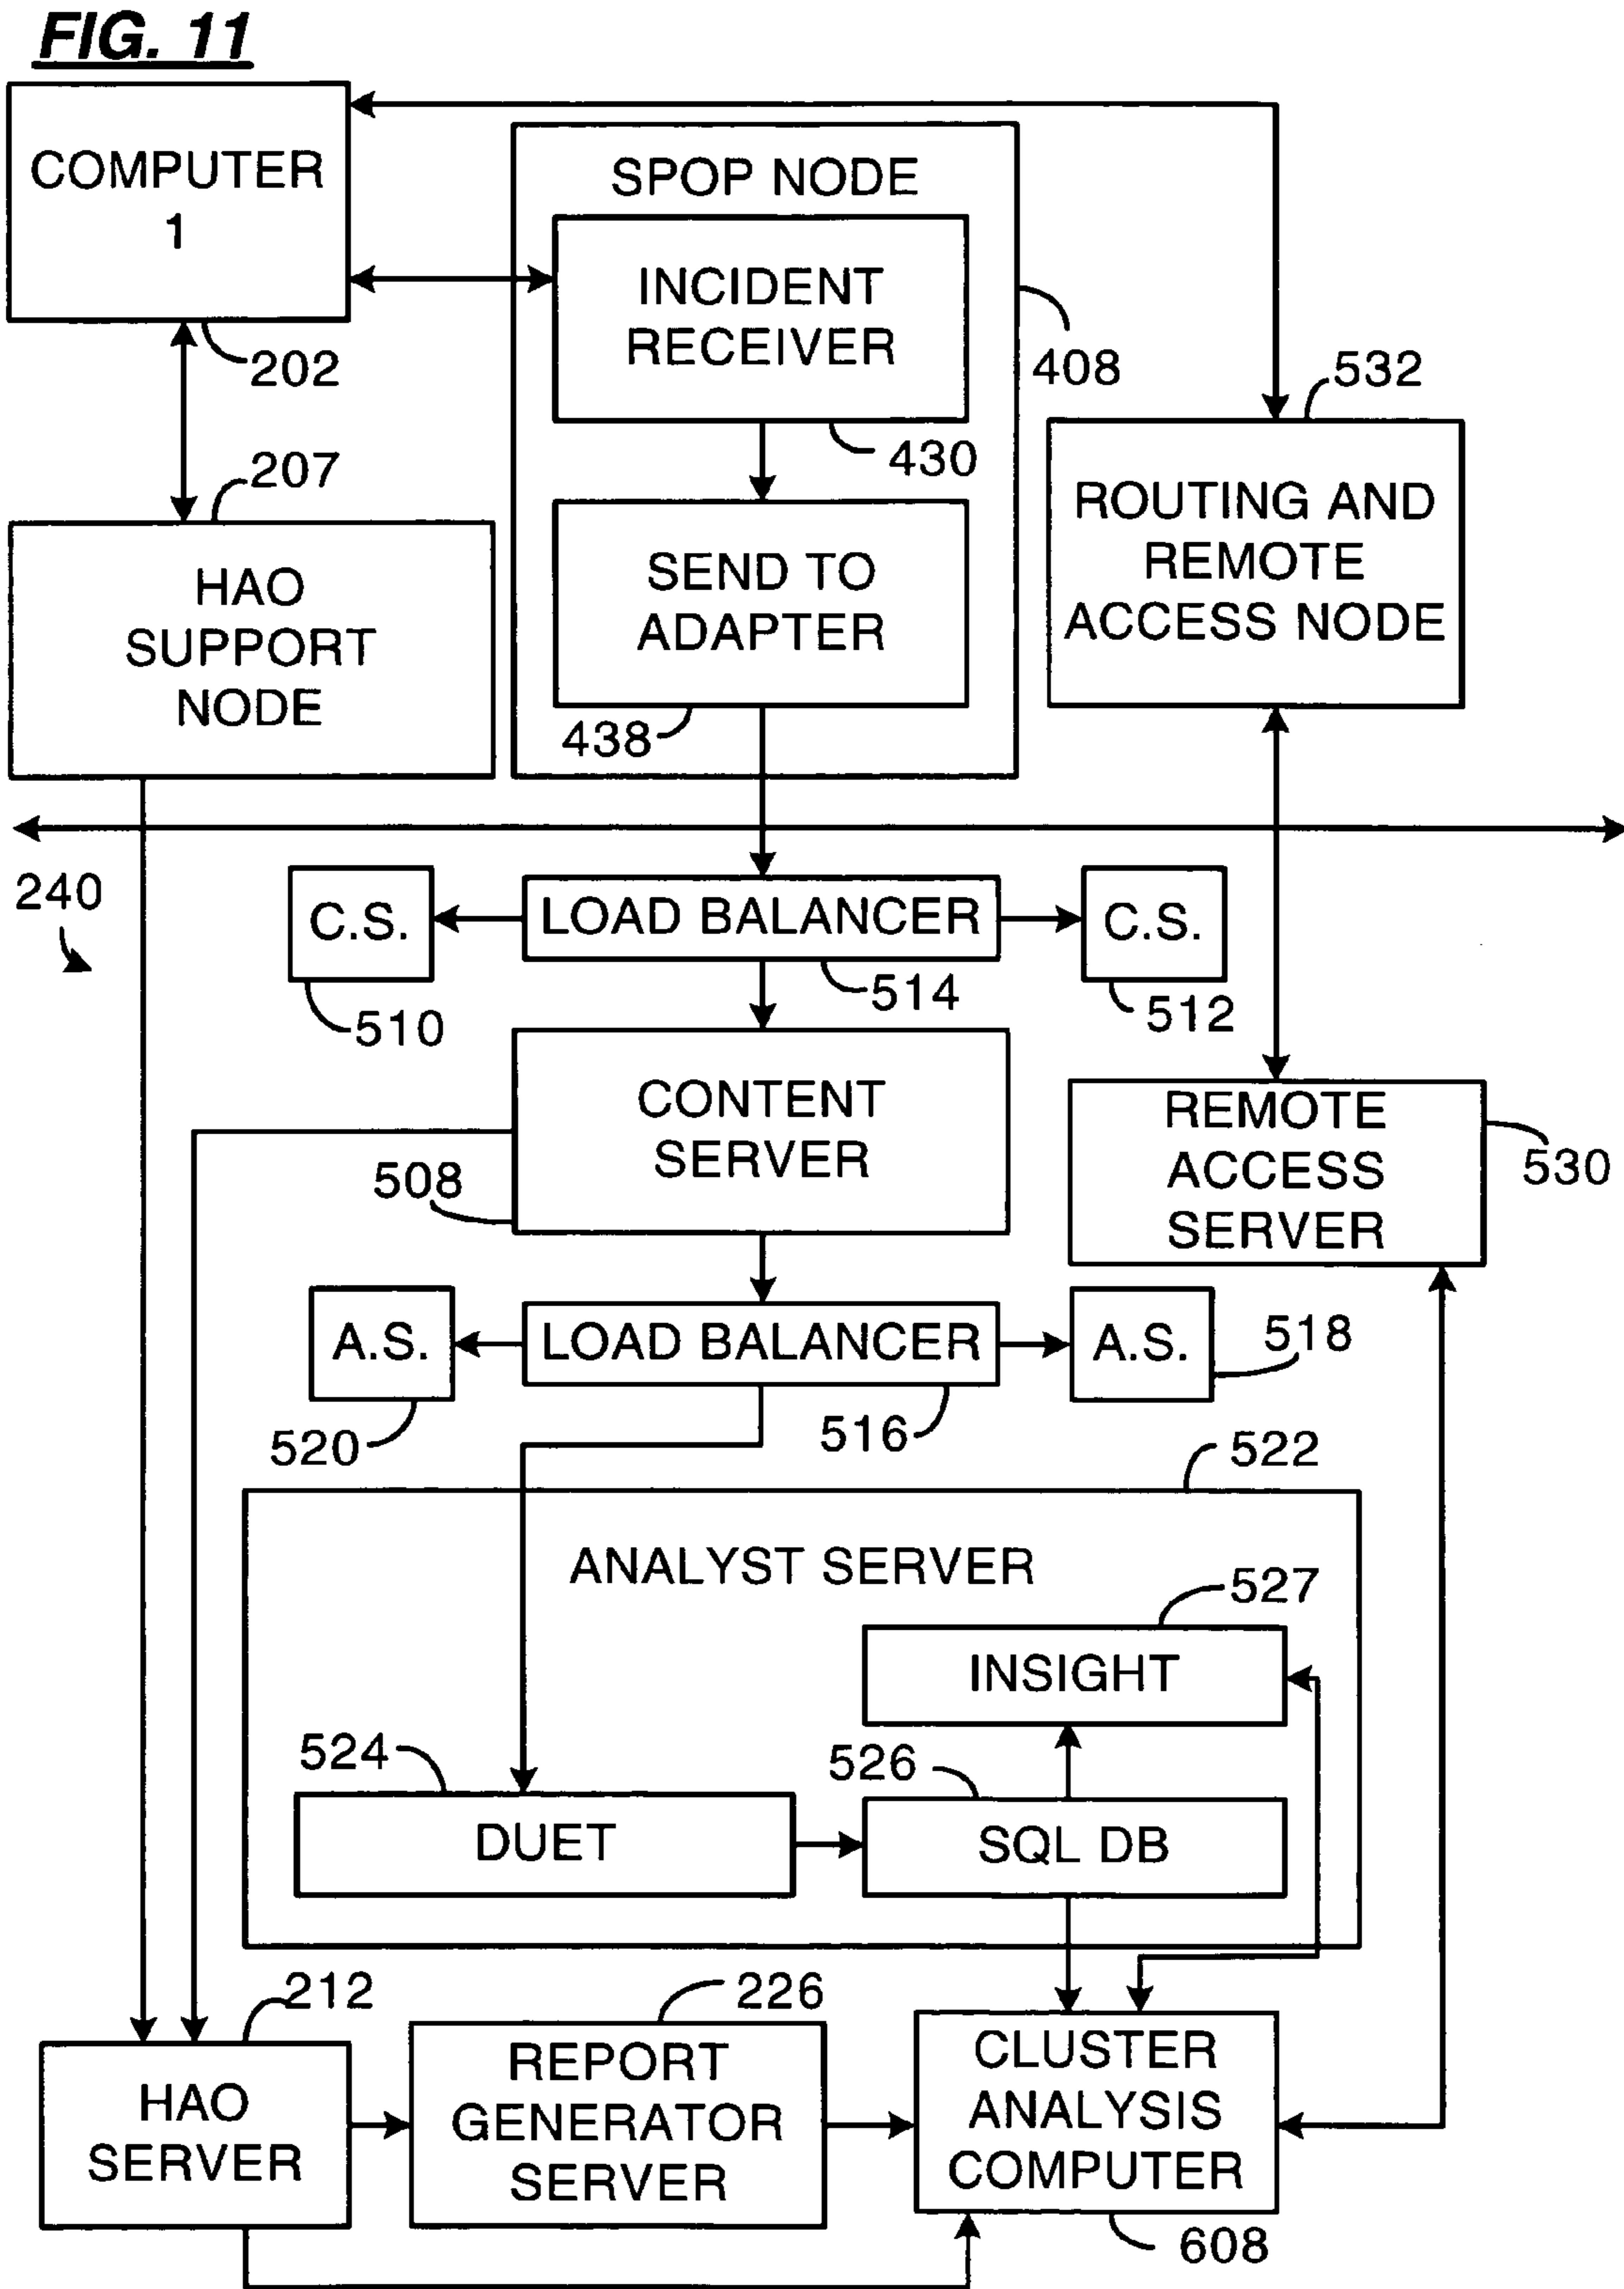 FIG. 11
COMPUTER
1
202
SPOP NODE
INCIDENT
RECEIVER
430
408
SEND TO
ADAPTER
438
532
ROUTING AND
REMOTE
ACCESS NODE
207
HAO
SUPPORT
NODE
240
C.S.
510
LOAD BALANCER
514
C.S.
512
CONTENT
SERVER
508
REMOTE
ACCESS
SERVER
530
A.S.
520
LOAD BALANCER
516
A.S.
518
522
ANALYST SERVER
527
INSIGHT
524
DUET
526
SQL DB
212
HAO
SERVER
226
REPORT
GENERATOR
SERVER
CLUSTER
ANALYSIS
COMPUTER
608